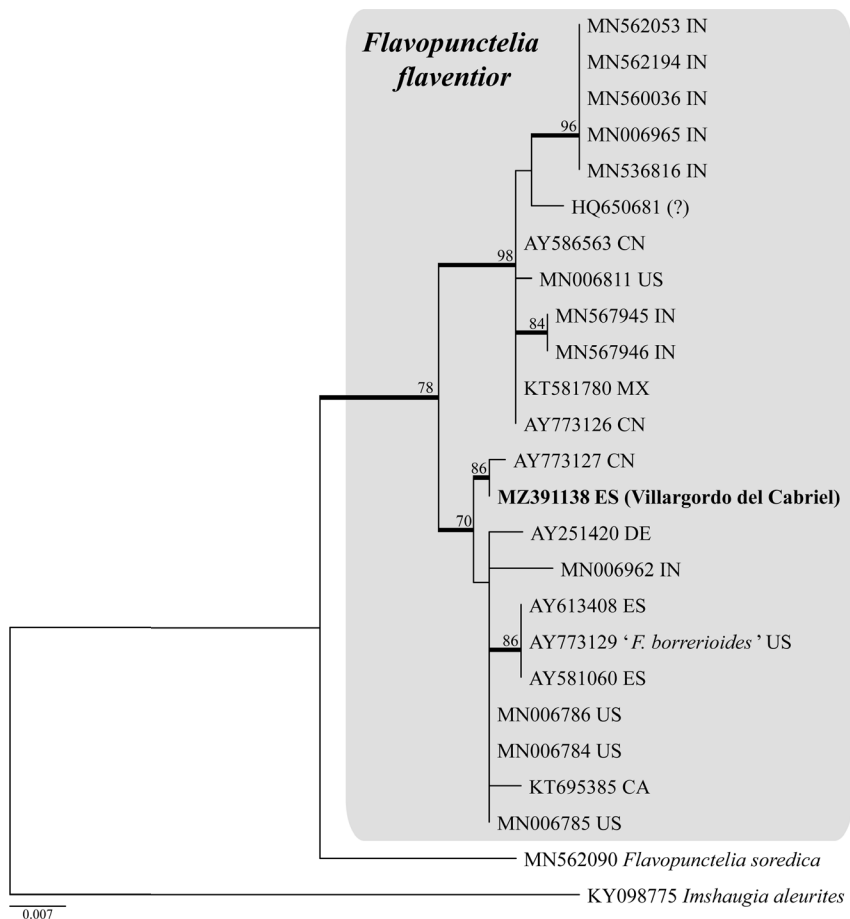 Flavopunctelia
flaventior
MN562053 IN
MN562194 IN
MN560036 IN
96
MN006965 IN
MN536816 IN
HQ650681 (?)
AY586563 CN
98
MN006811 US
MN567945 IN
84
MN567946 IN
KT581780 MX
78
AY773126 CN
AY773127 CN
86
MZ391138 ES (Villargordo del Cabriel)
70
AY251420 DE
MN006962 IN
AY613408 ES
86
AY773129 ‘F. borrerioides’ US
AY581060 ES
MN006786 US
MN006784 US
KT695385 CA
MN006785 US
MN562090 Flavopunctelia soredica
KY098775 Imshaugia aleurites
0.007